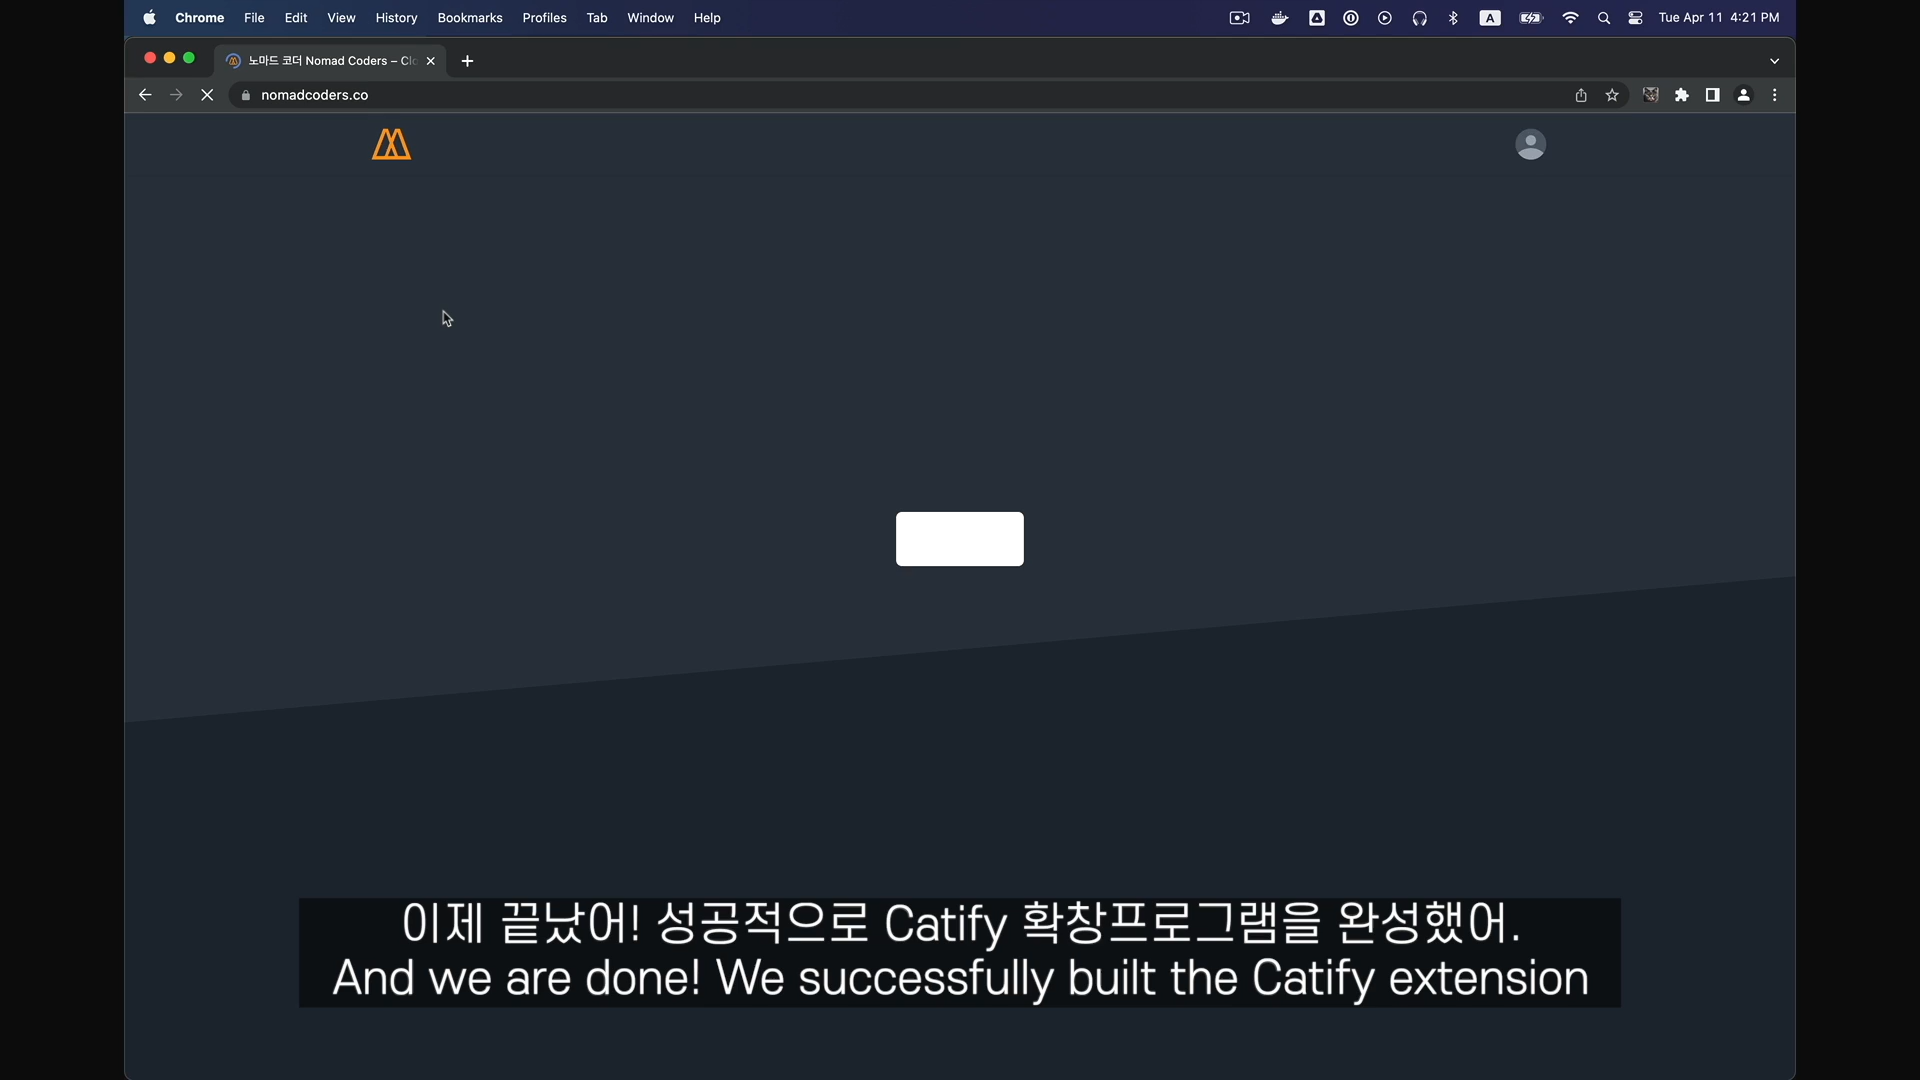 Chrome File Edit View History Bookmarks Profiles Tab Window Help
A
Tue Apr 11 4:21 PM
노마드 코더 Nomad Coders – Cl
nomadcoders.co
이제 끝났어! 성공적으로 Catify 확창프로그램을 완성했어.
And we are done! We successfully built the Catify extension